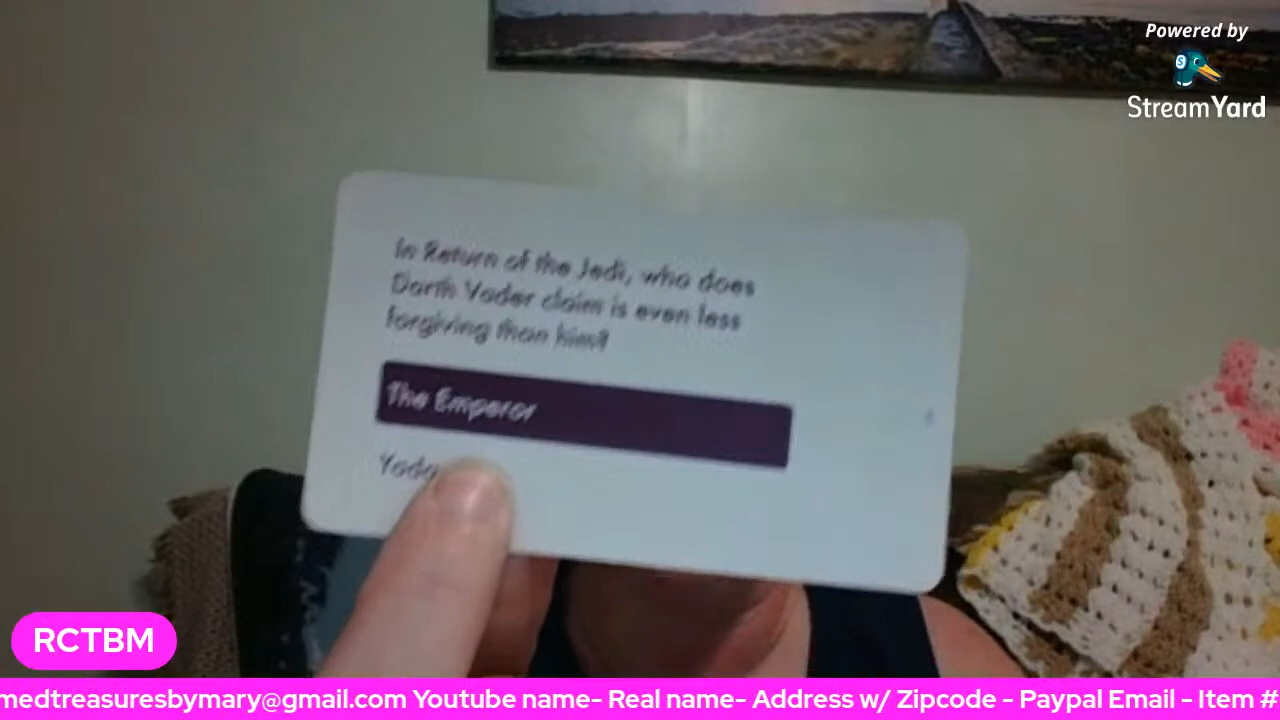 Powered by
StreamYard
In Return of the Jedi, who does
Darth Vader claim is even less
forgiving than him?
The Emperor
Yoda
RCTBM
medtreasuresbymary@gmail.com Youtube name- Real name- Address w/ Zipcode - Paypal Email - Item #